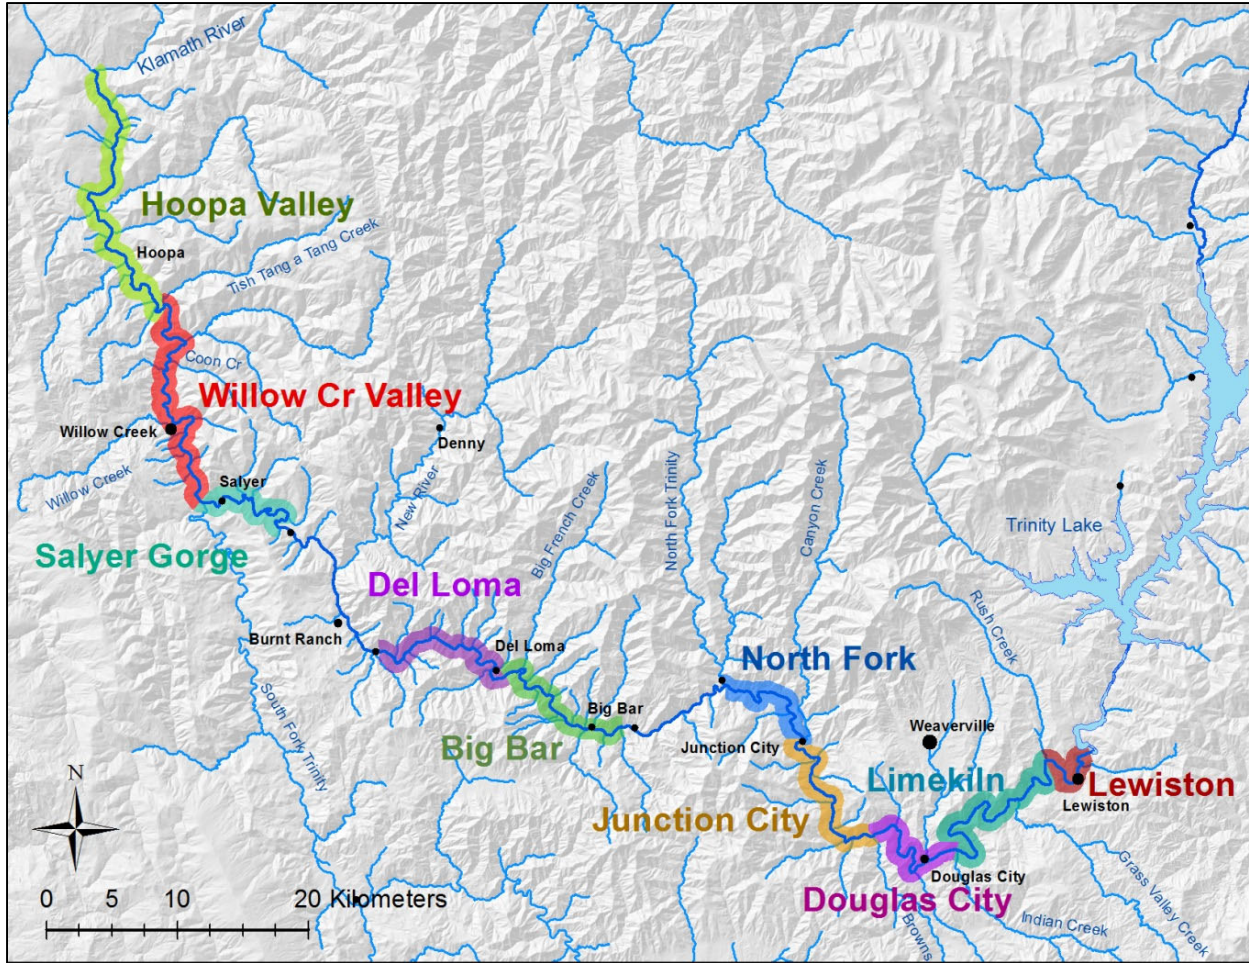 Klamath River
Hoopa Valley
Hoopa
Tish Tang a Tang Creek
Coon Cr
Willow Cr Valley
Willow Creek
Denny
Willow Creek
Salyer
New River
Big French Creek
North Fork Trinity
Canyon Creek
Trinity Lake
Salyer Gorge
Del Loma
Rush Creek
Burnt Ranch
Del Loma
North Fork
South Fork Trinity
Big Bar
Weaverville
Big Bar
Junction City
Limekiln
Lewiston
Lewiston
Junction City
N
Douglas City
Douglas City
Grass Valley Creek
Indian Creek
Browns
0 5 10 20 Kilometers